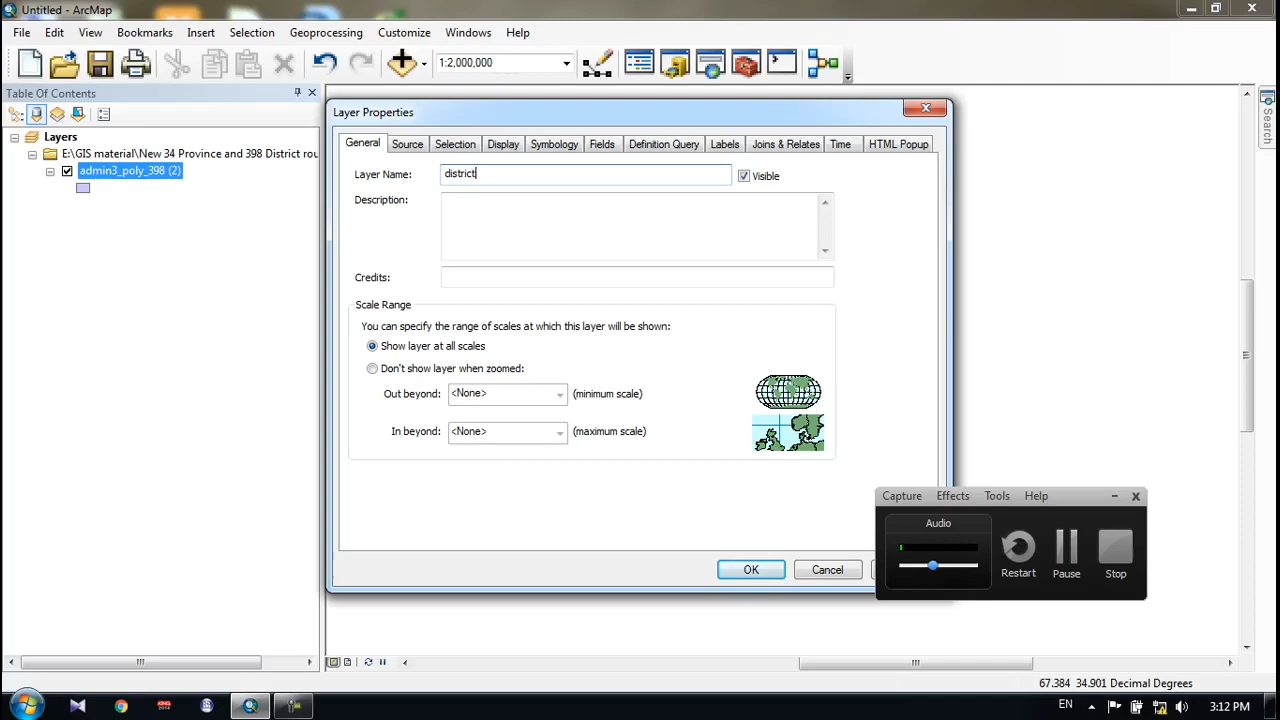 Untitled - ArcMap
File Edit View Bookmarks Insert Selection Geoprocessing Customize Windows Help
1:2,000,000
Table Of Contents
Layers
E:\GIS material\New 34 Province and 398 District rou
admin3_poly_398 (2)
Layer Properties
General Source Selection Display Symbology Fields Definition Query Labels Joins & Relates Time HTML Popup
Layer Name: district Visible
Description:
Credits:
Scale Range
You can specify the range of scales at which this layer will be shown:
Show layer at all scales
Don't show layer when zoomed:
Out beyond: <None> (minimum scale)
In beyond: <None> (maximum scale)
OK Cancel
Capture Effects Tools Help
Audio
Restart Pause Stop
Search
67.384 34.901 Decimal Degrees
EN 3:12 PM